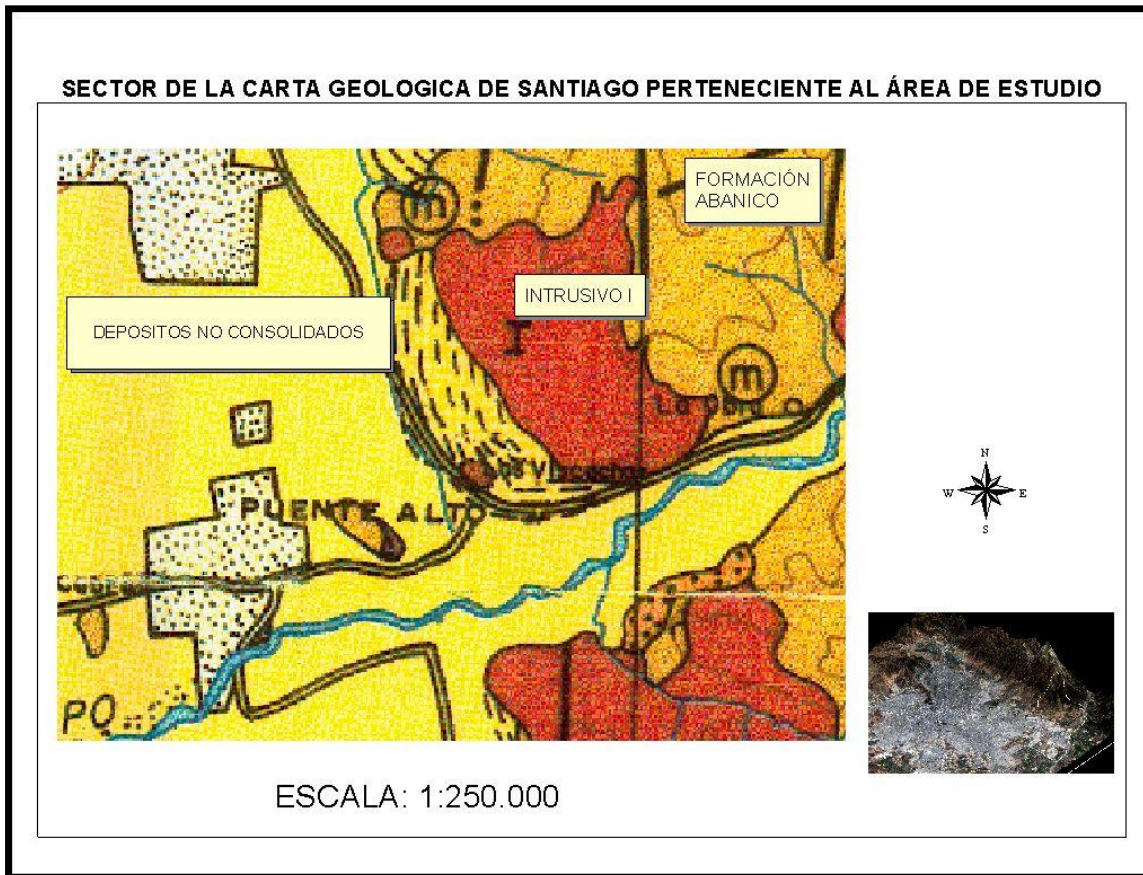 SECTOR DE LA CARTA GEOLOGICA DE SANTIAGO PERTENECIENTE AL ÁREA DE ESTUDIO
FORMACIÓN
ABANICO
m
INTRUSIVO I
DEPOSITOS NO CONSOLIDADOS
I
m
PUENTE ALTO
PO
N
W E
S
ESCALA: 1:250.000